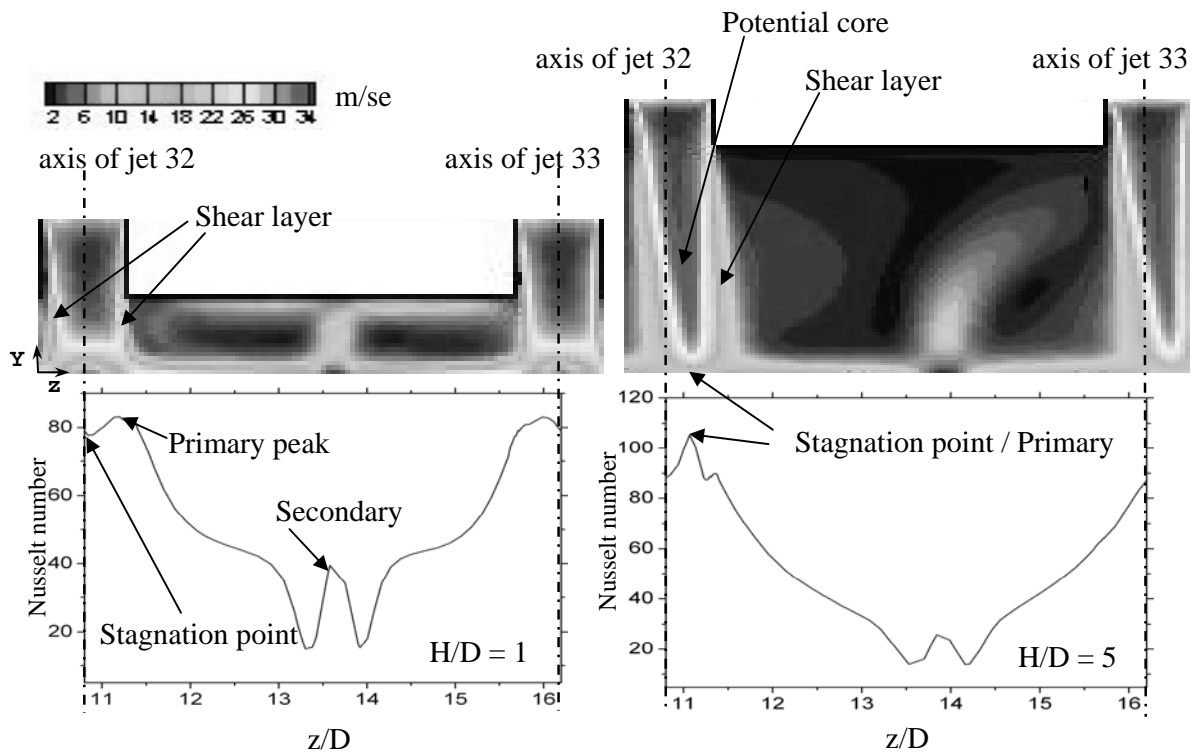 Potential core
axis of jet 32
axis of jet 33
Shear layer
2 6 10 14 18 22 26 30 34
m/se
axis of jet 32
axis of jet 33
Shear layer
Y
z
Nusselt number
80
60
40
20
Primary peak
Secondary
Stagnation point
H/D = 1
11 12 13 14 15 16
z/D
Nusselt number
120
100
80
60
40
20
Stagnation point / Primary
H/D = 5
11 12 13 14 15 16
z/D